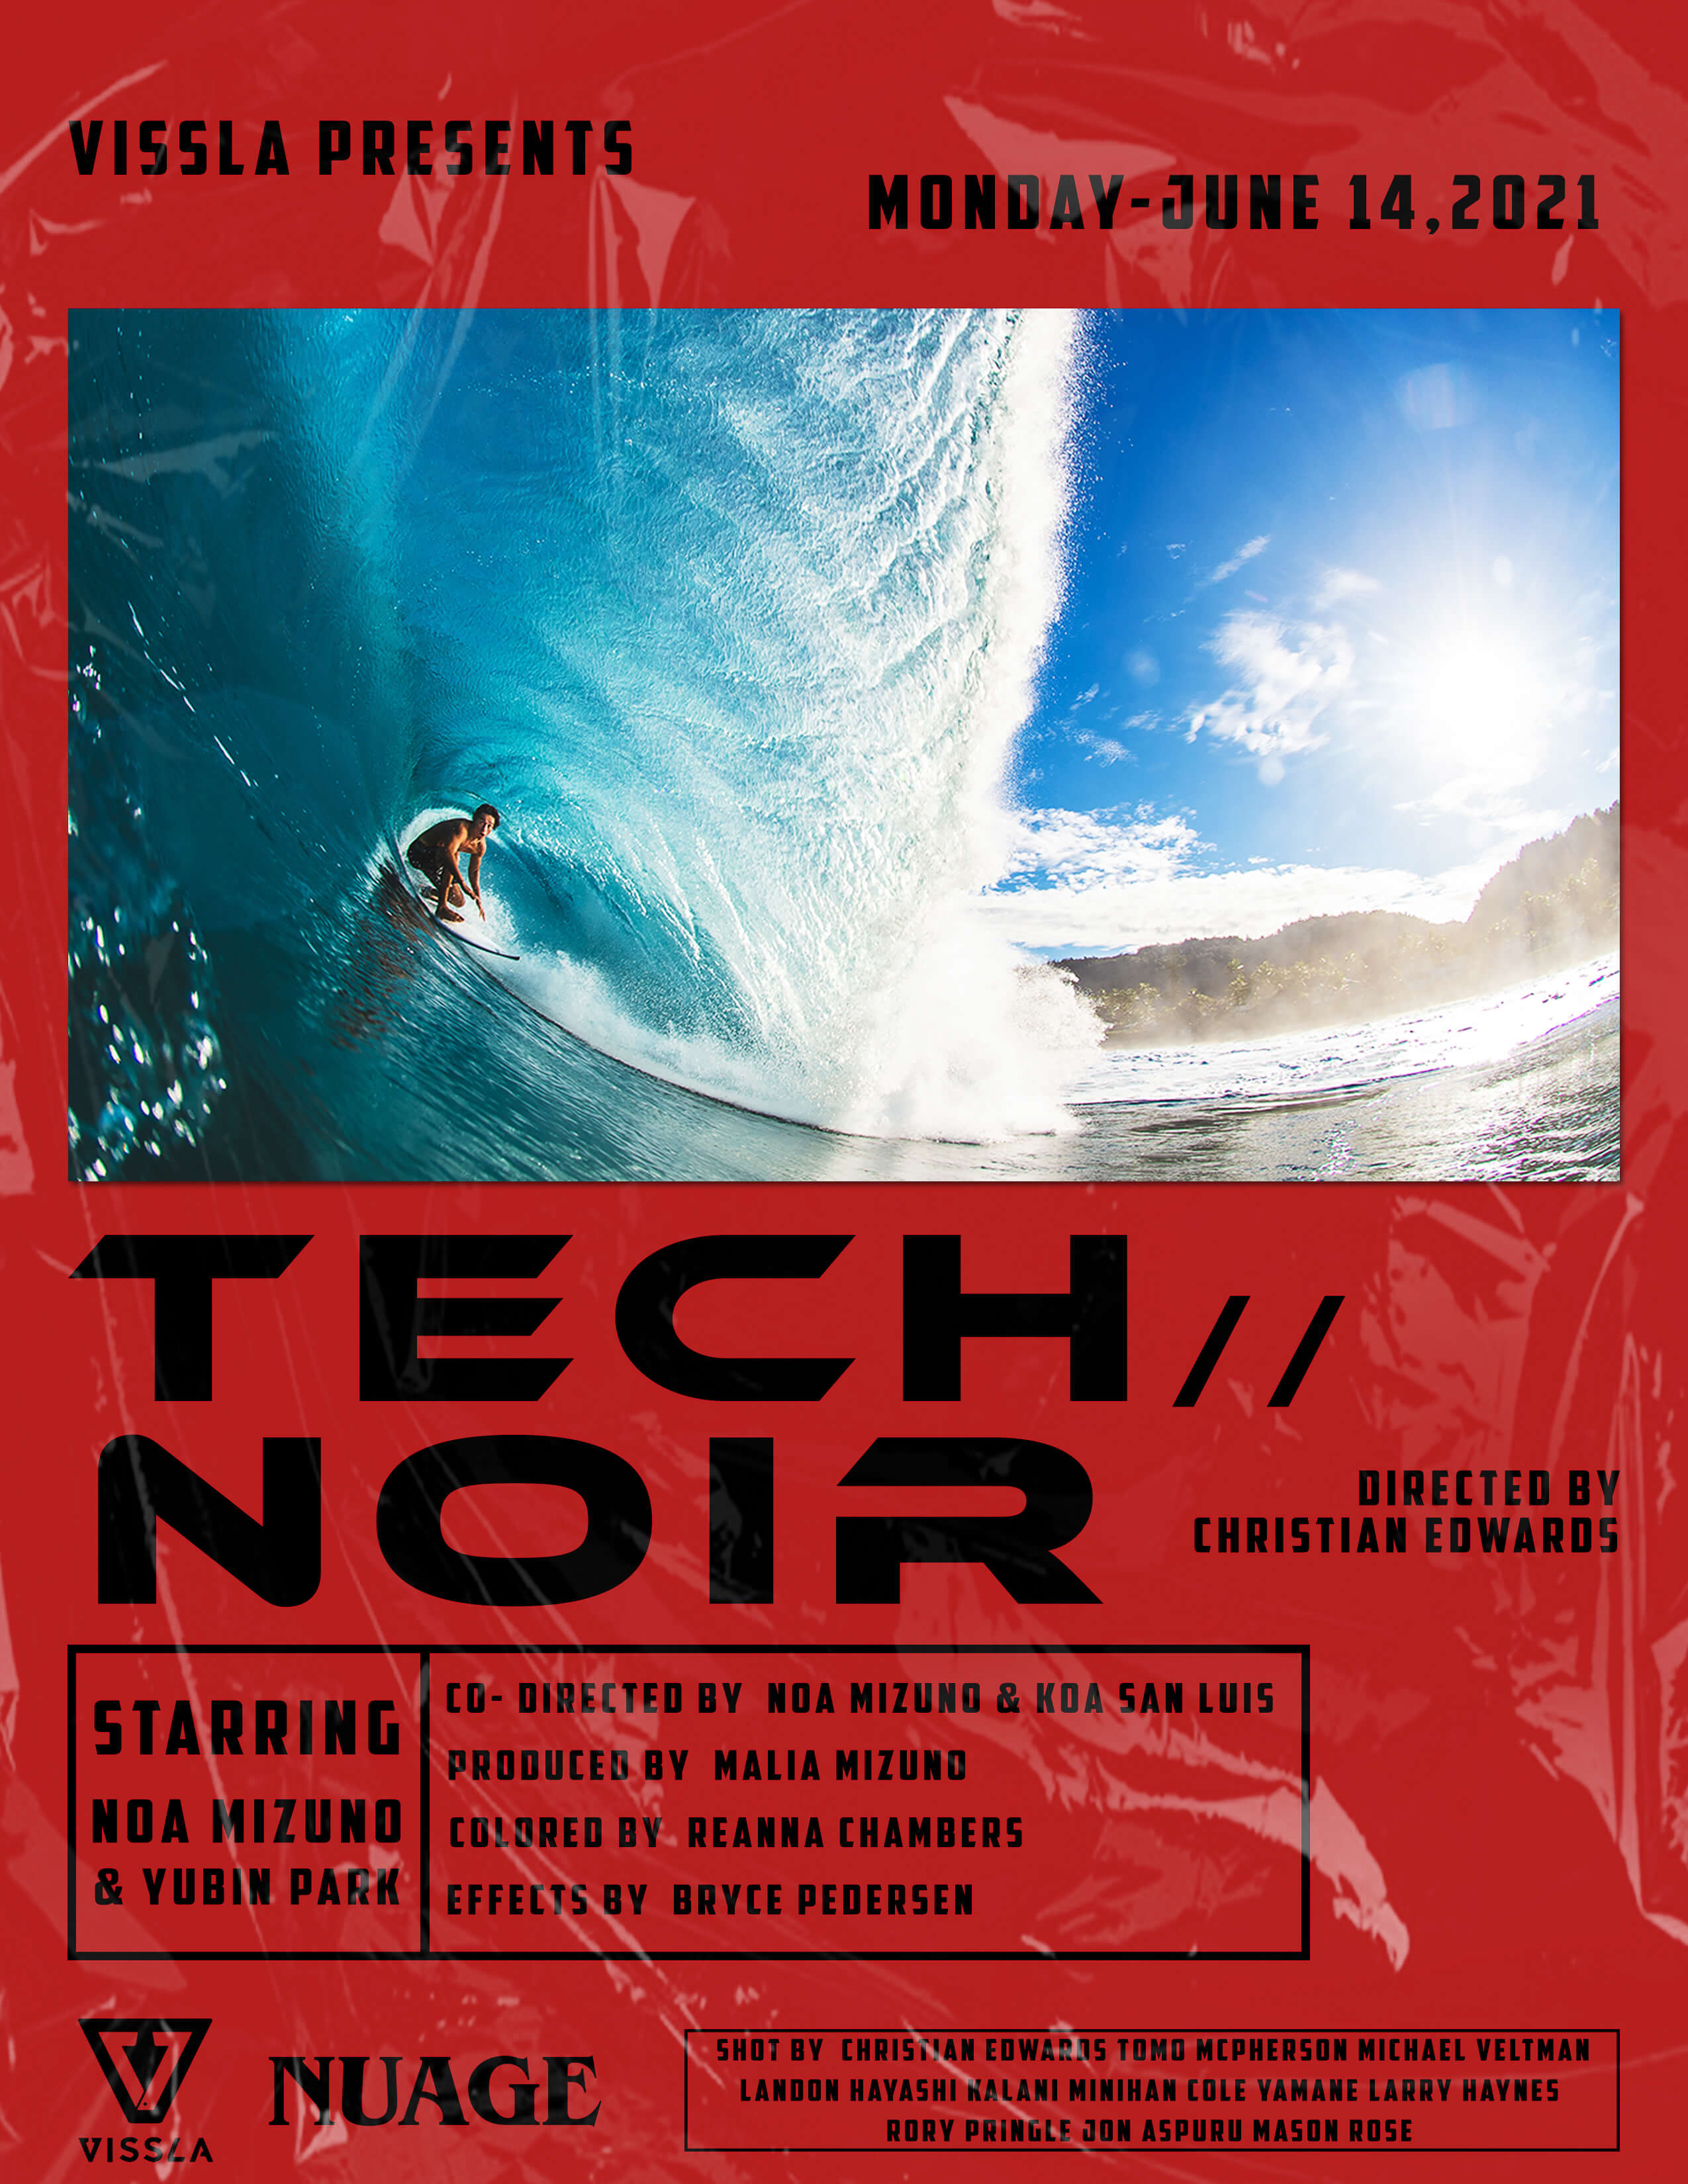 VISSLA PRESENTS
MONDAY-JUNE 14,2021
TECH//
NOIR
DIRECTED BY
CHRISTIAN EDWARDS
STARRING
NOA MIZUNO
& YUBIN PARK
CO- DIRECTED BY NOA MIZUNO & KOA SAN LUIS
PRODUCED BY MALIA MIZUNO
COLORED BY REANNA CHAMBERS
EFFECTS BY BRYCE PEDERSEN
VISSLA
NUAGE
SHOT BY CHRISTIAN EDWARDS TOMO MCPHERSON MICHAEL VELTMAN
LANDON HAYASHI KALANI MINIHAN COLE YAMANE LARRY HAYNES
RORY PRINGLE JON ASPURU MASON ROSE